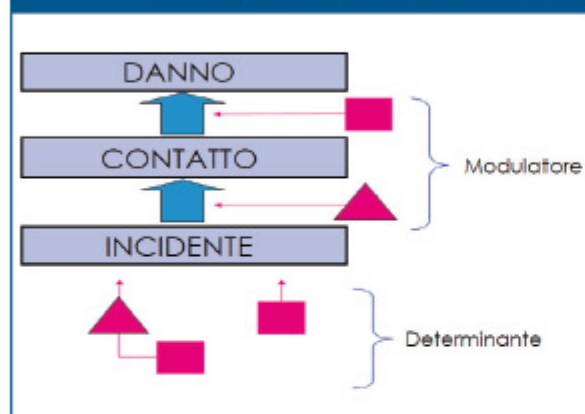 DANNO
CONTATTO
Modulatore
INCIDENTE
Determinante